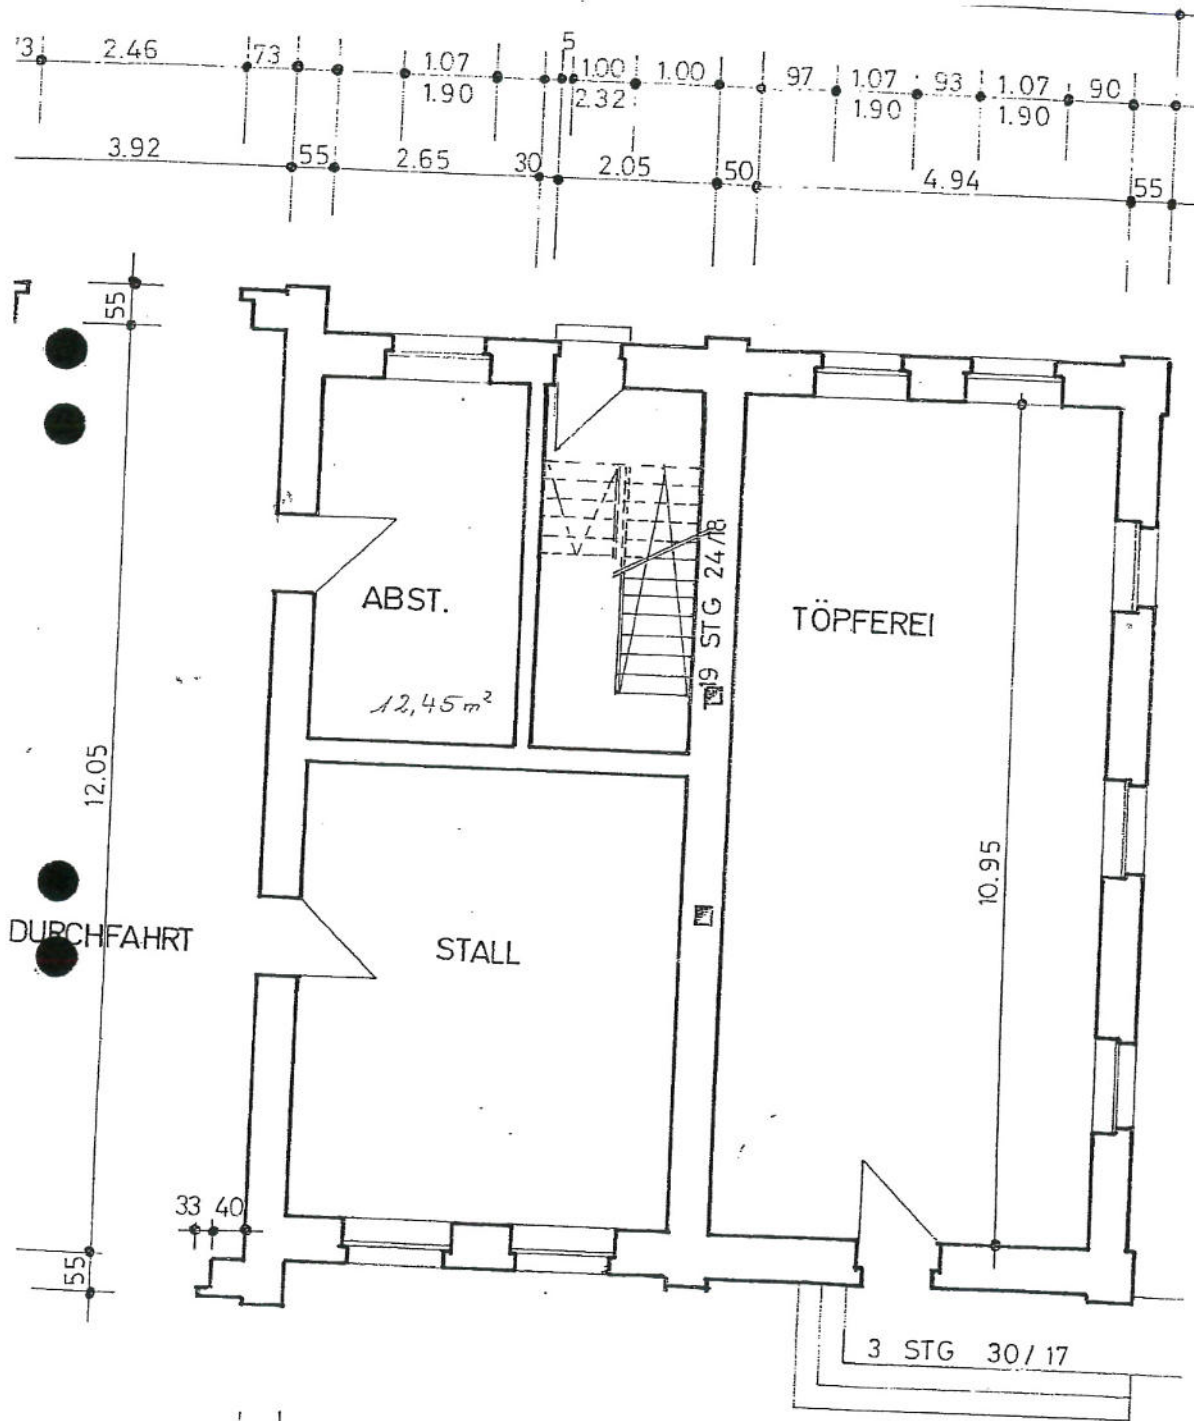 73 2.46 73 1.07 5 1.00 1.00 97 1.07 93 1.07 90
1.90 2.32 1.90 1.90
3.92 55 2.65 30 2.05 50 4.94 55
55
ABST.
12,45 m²
19 STG 24/18
TÖPFEREI
12.05
10.95
DURCHFAHRT
STALL
33 40
55
3 STG 30/17